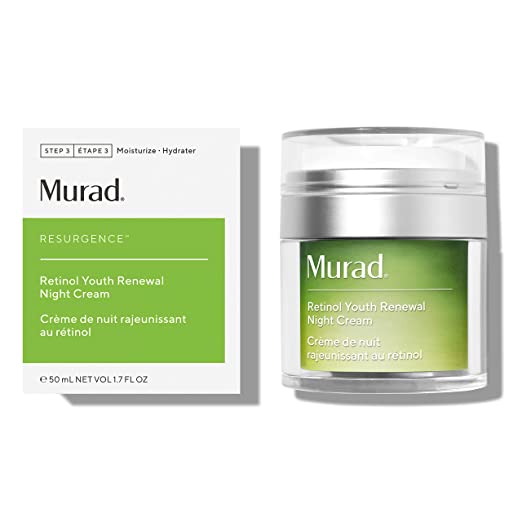 STEP 3 ÉTAPE 3 Moisturize · Hydrater
Murad®
RESURGENCE™
Retinol Youth Renewal
Night Cream
Crème de nuit rajeunissant
au rétinol
℮ 50 mL NET VOL 1.7 FL OZ
Murad®
Retinol Youth Renewal
Night Cream
Crème de nuit
rajeunissant au rétinol